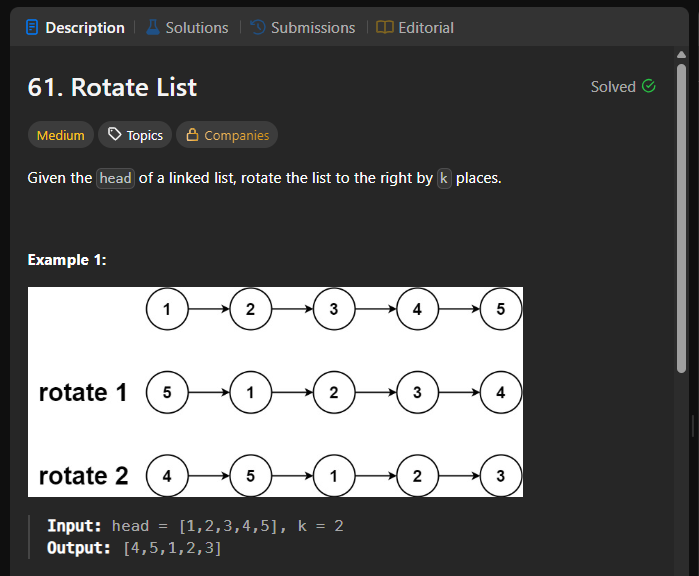 Description Solutions Submissions Editorial
61. Rotate List
Solved
Medium Topics Companies
Given the head of a linked list, rotate the list to the right by k places.
Example 1:
1 2 3 4 5
rotate 1 5 1 2 3 4
rotate 2 4 5 1 2 3
Input: head = [1,2,3,4,5], k = 2
Output: [4,5,1,2,3]